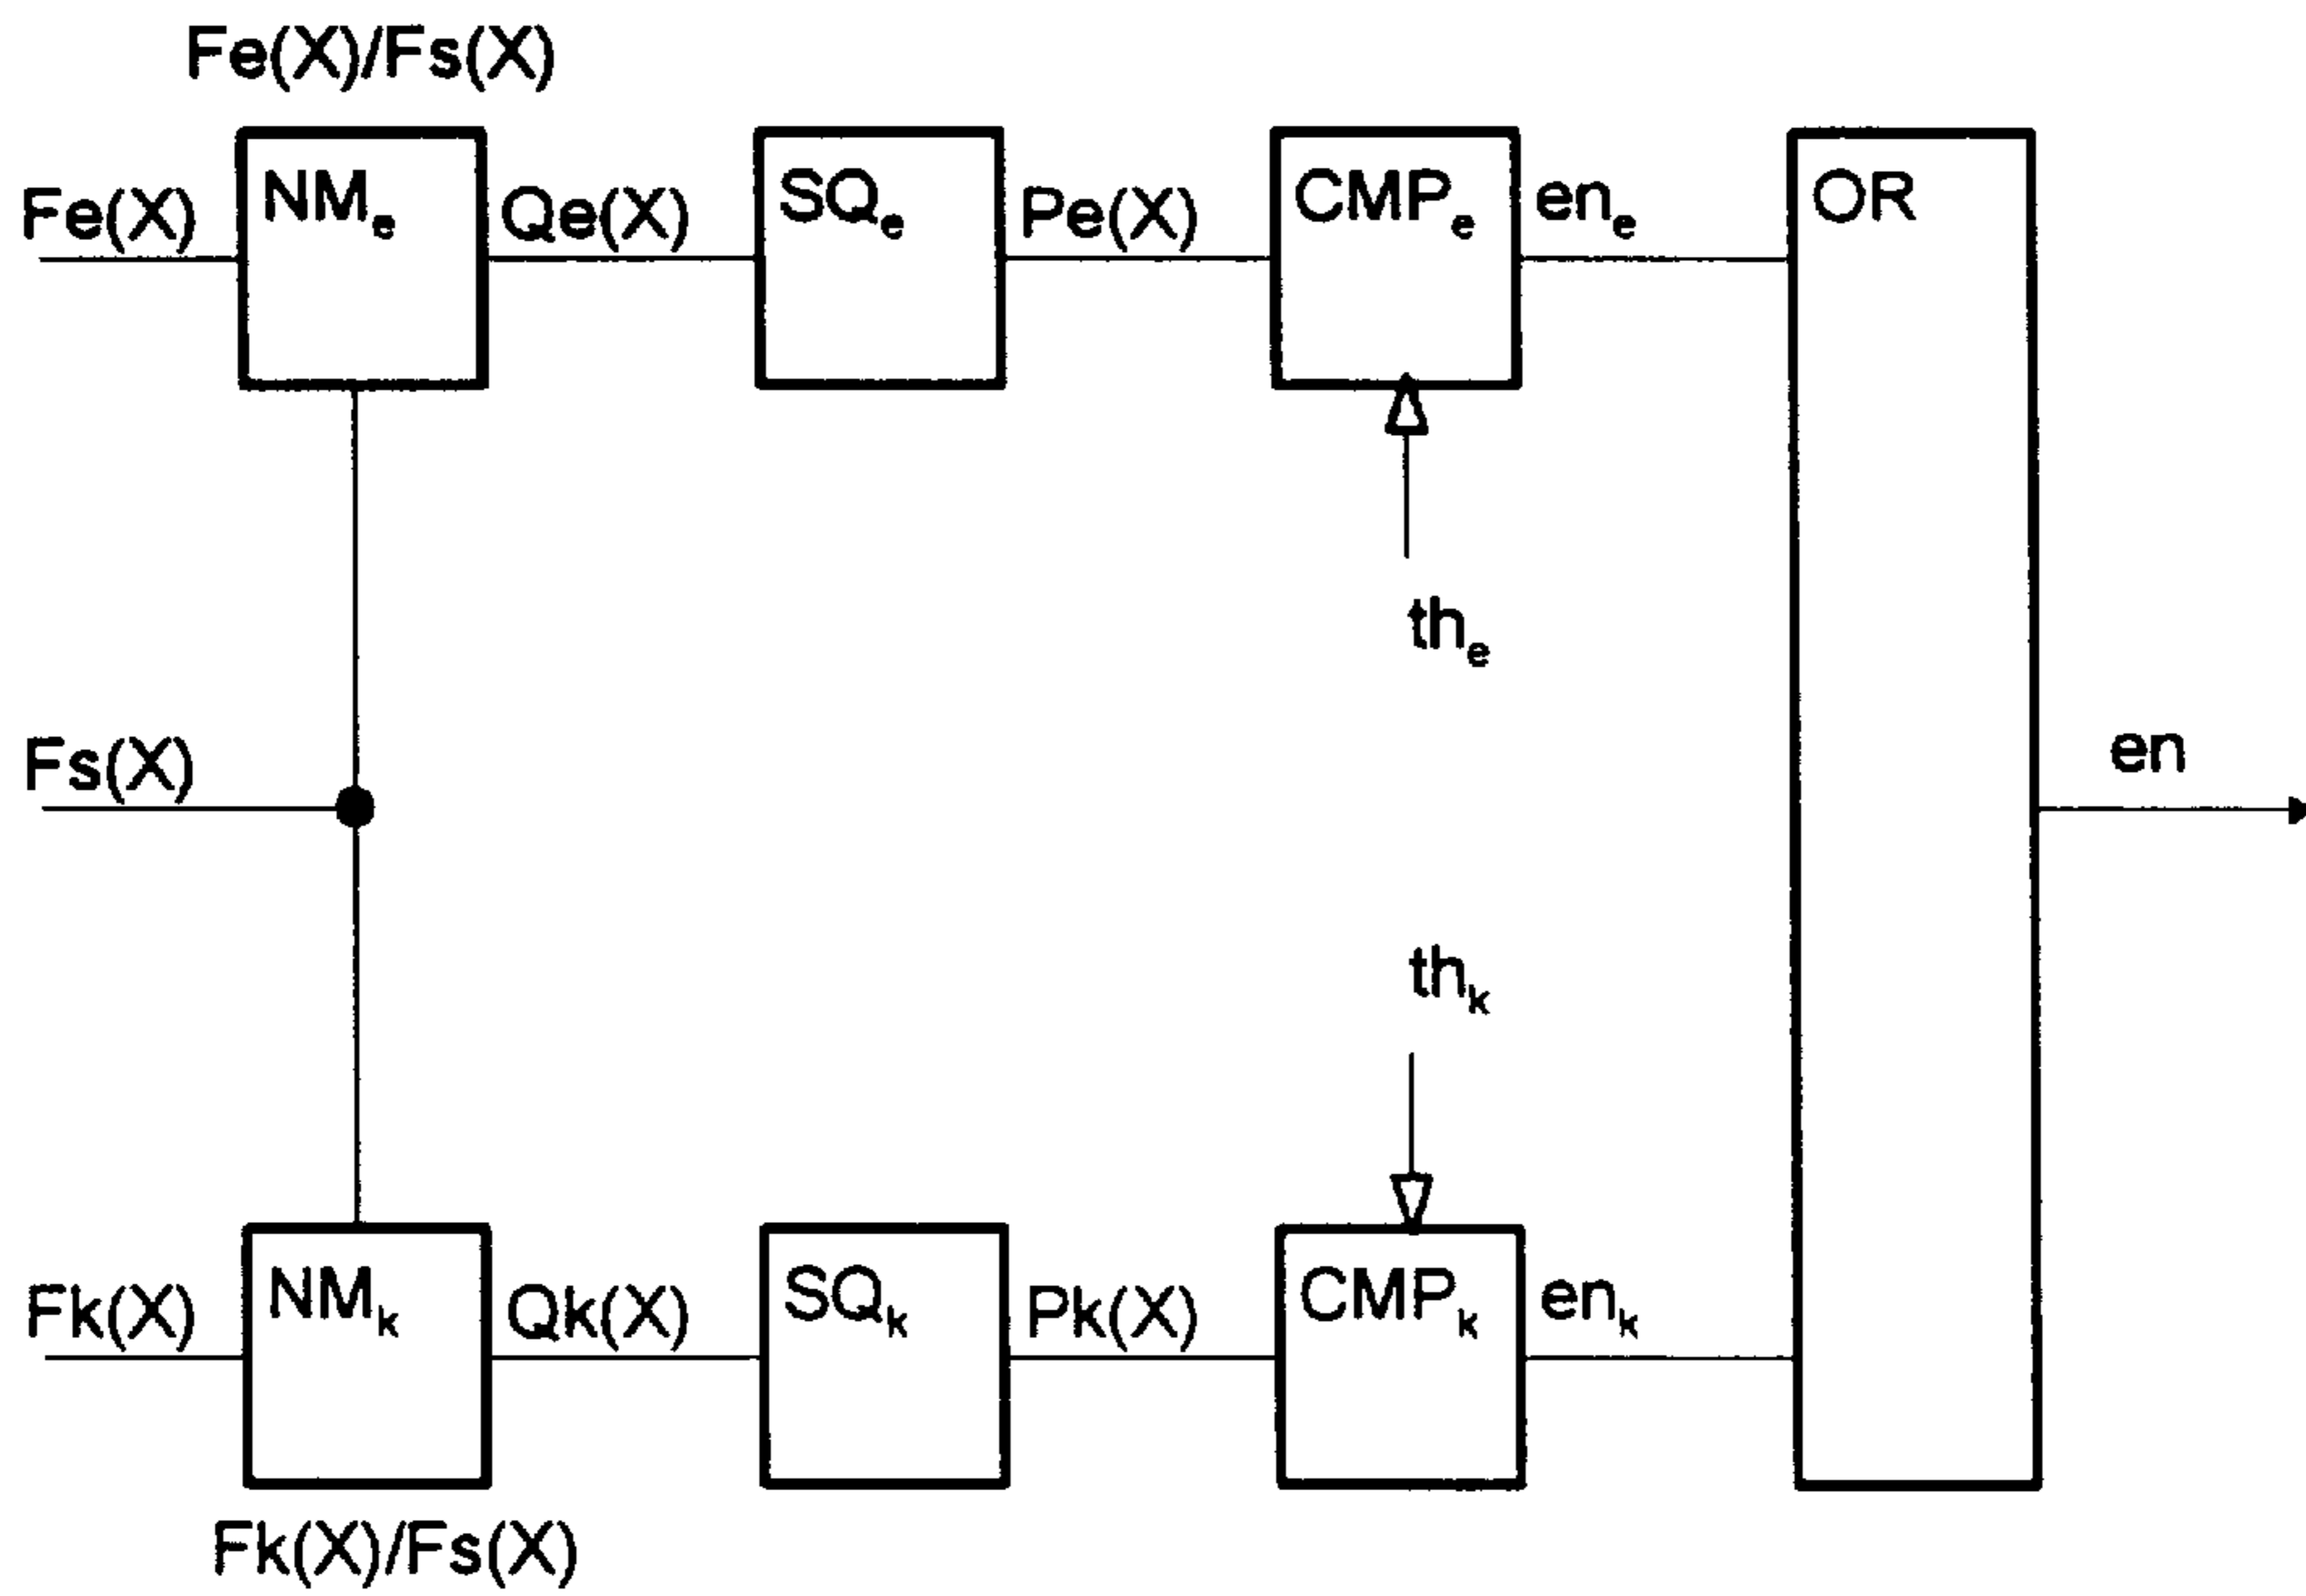 Fe(X)/Fs(X)
Fe(X) NMe Qe(X) SQe Pe(X) CMPe ene OR
the
Fs(X) en
thk
Fk(X) NMk Qk(X) SQk Pk(X) CMPk enk
Fk(X)/Fs(X)